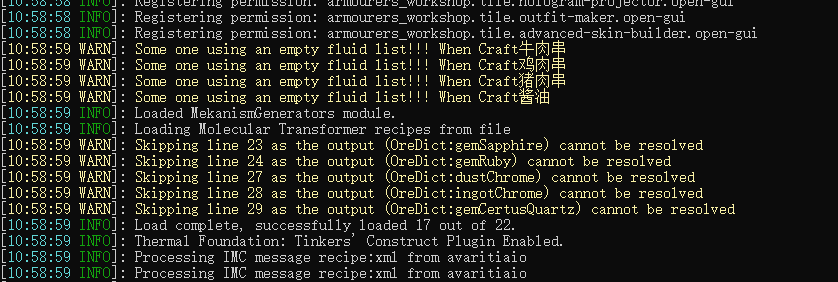 [10:58:58 INFO]: Registering permission: armourers_workshop.tile.hologram-projector.open-gui
[10:58:58 INFO]: Registering permission: armourers_workshop.tile.outfit-maker.open-gui
[10:58:58 INFO]: Registering permission: armourers_workshop.tile.advanced-skin-builder.open-gui
[10:58:59 WARN]: Some one using an empty fluid list!!! When Craft牛肉串
[10:58:59 WARN]: Some one using an empty fluid list!!! When Craft鸡肉串
[10:58:59 WARN]: Some one using an empty fluid list!!! When Craft猪肉串
[10:58:59 WARN]: Some one using an empty fluid list!!! When Craft酱油
[10:58:59 INFO]: Loaded MekanismGenerators module.
[10:58:59 INFO]: Loading Molecular Transformer recipes from file
[10:58:59 WARN]: Skipping line 23 as the output (OreDict:gemSapphire) cannot be resolved
[10:58:59 WARN]: Skipping line 24 as the output (OreDict:gemRuby) cannot be resolved
[10:58:59 WARN]: Skipping line 27 as the output (OreDict:dustChrome) cannot be resolved
[10:58:59 WARN]: Skipping line 28 as the output (OreDict:ingotChrome) cannot be resolved
[10:58:59 WARN]: Skipping line 29 as the output (OreDict:gemCertusQuartz) cannot be resolved
[10:58:59 INFO]: Load complete, successfully loaded 17 out of 22.
[10:58:59 INFO]: Thermal Foundation: Tinkers' Construct Plugin Enabled.
[10:58:59 INFO]: Processing IMC message recipe:xml from avaritiaio
[10:58:59 INFO]: Processing IMC message recipe:xml from avaritiaio